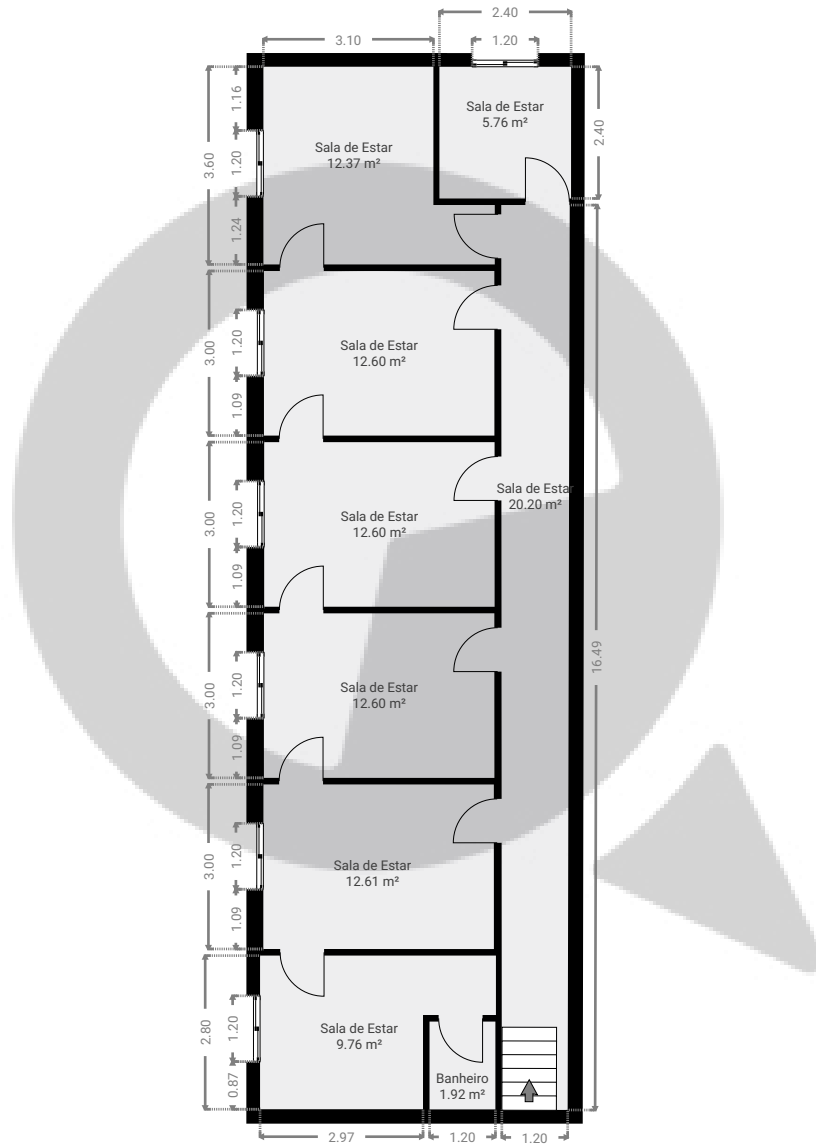 2.40
3.10
1.20
1.16
Sala de Estar
5.76 m²
2.40
Sala de Estar
12.37 m²
3.60
1.20
1.24
3.00
1.20
Sala de Estar
12.60 m²
1.09
3.00
1.20
Sala de Estar
12.60 m²
Sala de Estar
20.20 m²
1.09
16.49
3.00
1.20
Sala de Estar
12.60 m²
1.09
3.00
1.20
Sala de Estar
12.61 m²
1.09
2.80
1.20
Sala de Estar
9.76 m²
0.87
Banheiro
1.92 m²
2.97
1.20
1.20